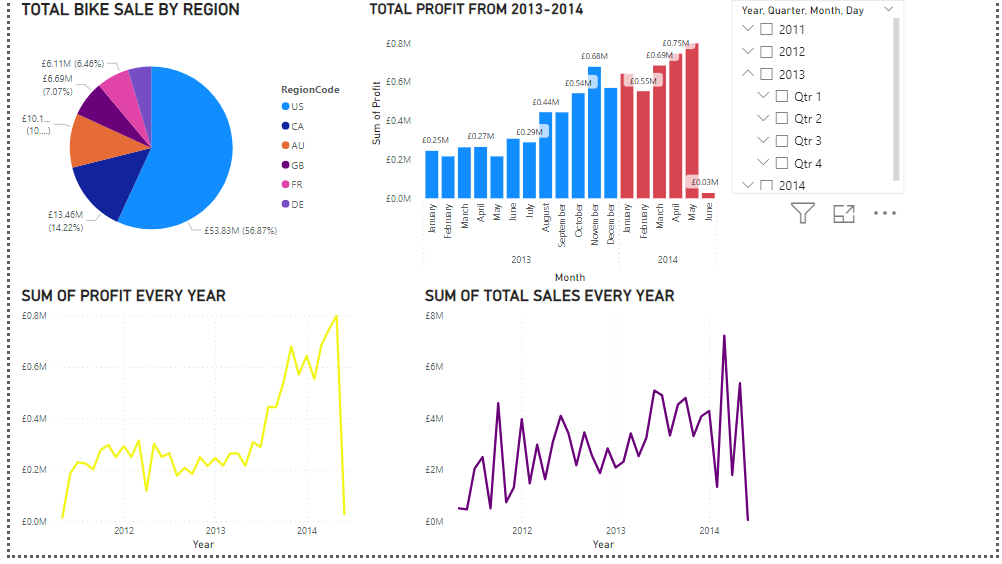 TOTAL BIKE SALE BY REGION
£6.11M (6.46%)
£6.69M
(7.07%)
£10.1...
(10....)
£13.46M
(14.22%)
£53.83M (56.87%)
RegionCode
US
CA
AU
GB
FR
DE
TOTAL PROFIT FROM 2013-2014
Sum of Profit
£0.8M
£0.6M
£0.4M
£0.2M
£0.0M
£0.25M
£0.27M
£0.29M
£0.44M
£0.54M
£0.68M
£0.55M
£0.69M
£0.75M
£0.03M
January
February
March
April
May
June
July
August
September
October
November
December
January
February
March
April
May
June
2013
2014
Month
Year, Quarter, Month, Day
2011
2012
2013
Qtr 1
Qtr 2
Qtr 3
Qtr 4
2014
SUM OF PROFIT EVERY YEAR
£0.8M
£0.6M
£0.4M
£0.2M
£0.0M
2012
2013
2014
Year
SUM OF TOTAL SALES EVERY YEAR
£8M
£6M
£4M
£2M
£0M
2012
2013
2014
Year